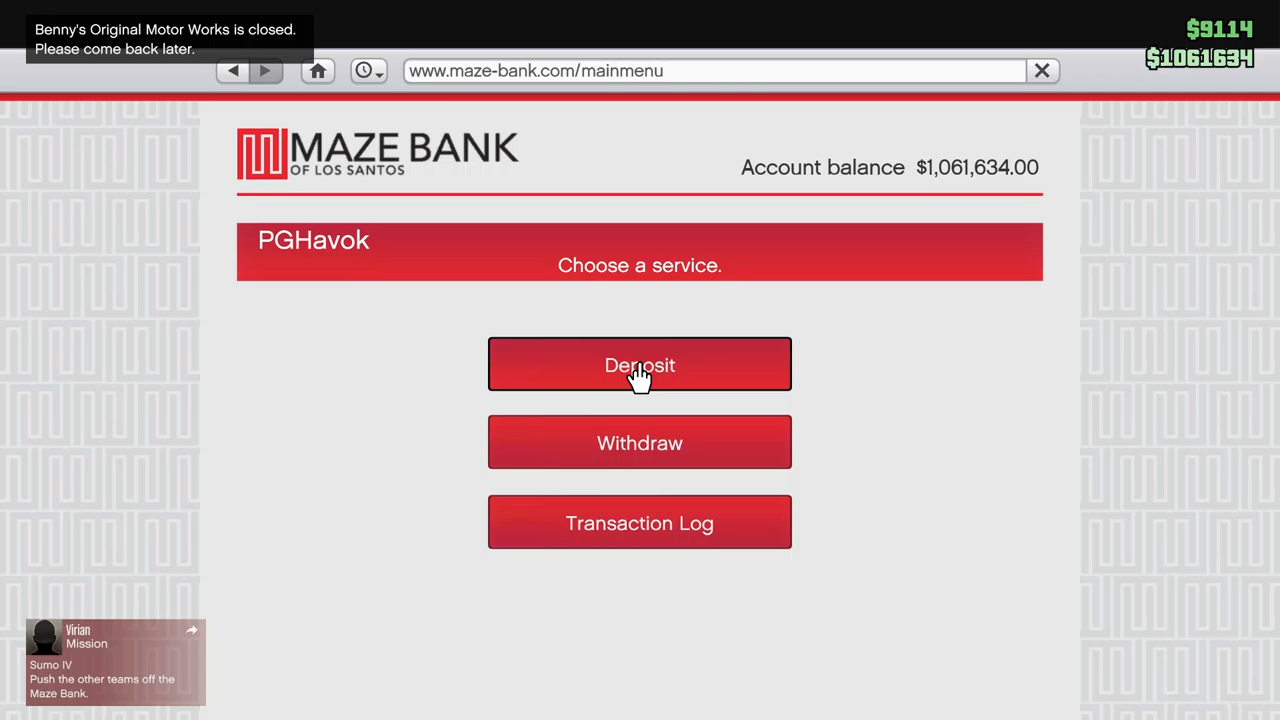 Benny's Original Motor Works is closed.
Please come back later.
$9114
$1061634
www.maze-bank.com/mainmenu
MAZE BANK
OF LOS SANTOS
Account balance $1,061,634.00
PGHavok
Choose a service.
Deposit
Withdraw
Transaction Log
Virian
Mission
Sumo IV
Push the other teams off the
Maze Bank.